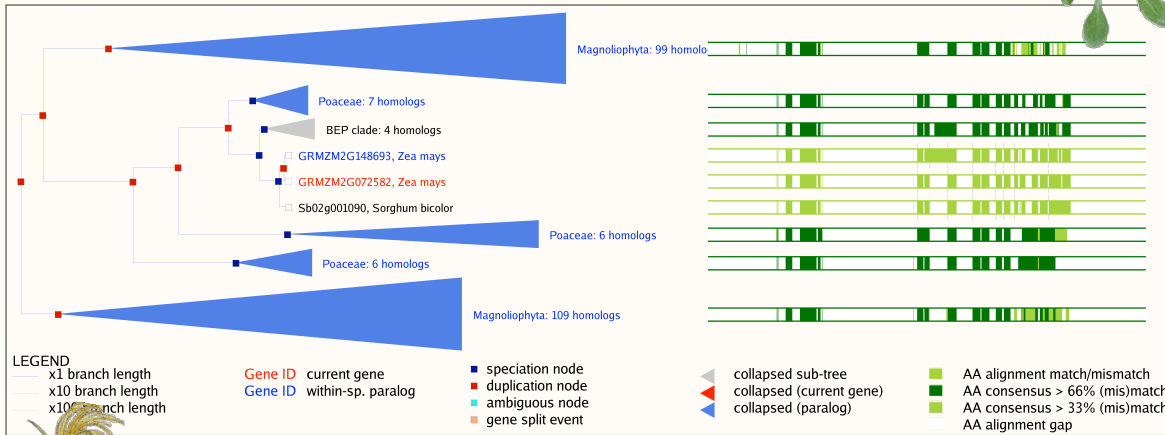 Magnoliophyta: 99 homolo
Poaceae: 7 homologs
BEP clade: 4 homologs
GRMZM2G148693, Zea mays
GRMZM2G072582, Zea mays
Sb02g001090, Sorghum bicolor
Poaceae: 6 homologs
Poaceae: 6 homologs
Magnoliophyta: 109 homologs
LEGEND
x1 branch length
x10 branch length
branch length
Gene ID current gene
Gene ID within-sp. paralog
speciation node
duplication node
ambiguous node
gene split event
collapsed sub-tree
collapsed (current gene)
collapsed (paralog)
AA alignment match/mismatch
AA consensus > 66% (mis)match
AA consensus > 33% (mis)match
AA alignment gap